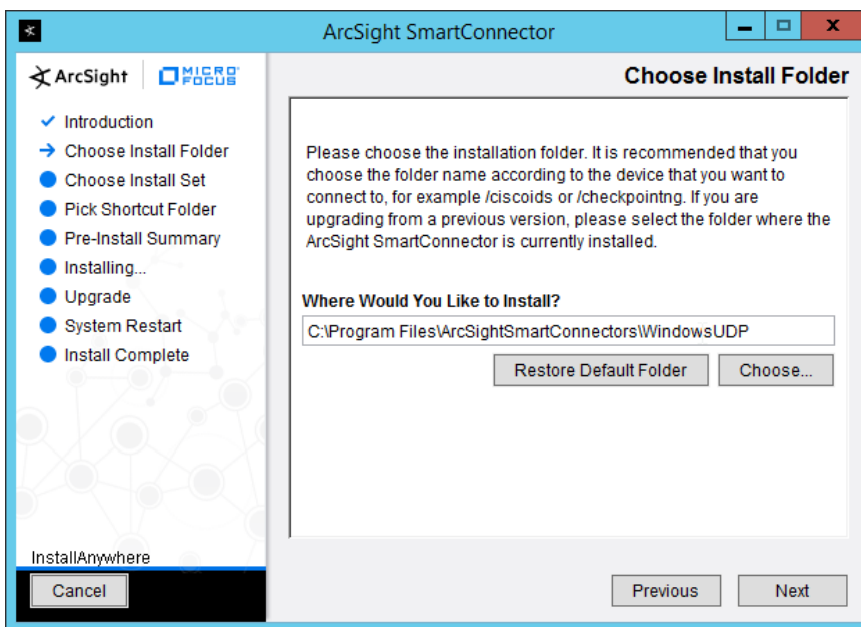 ArcSight SmartConnector
ArcSight
MICRO
FOCUS
Introduction
Choose Install Folder
Choose Install Set
Pick Shortcut Folder
Pre-Install Summary
Installing...
Upgrade
System Restart
Install Complete
InstallAnywhere
Cancel
Choose Install Folder
Please choose the installation folder. It is recommended that you
choose the folder name according to the device that you want to
connect to, for example /ciscoids or /checkpointng. If you are
upgrading from a previous version, please select the folder where the
ArcSight SmartConnector is currently installed.
Where Would You Like to Install?
C:\Program Files\ArcSightSmartConnectors\WindowsUDP
Restore Default Folder
Choose...
Previous
Next